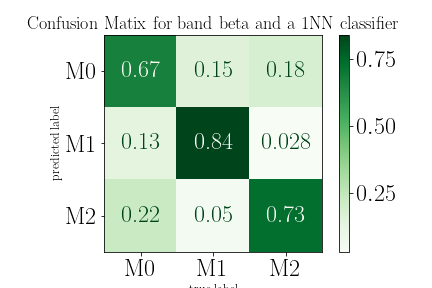 Confusion Matix for band beta and a 1NN classifier
M0 0.67 0.15 0.18
M1 0.13 0.84 0.028
M2 0.22 0.05 0.73
M0 M1 M2
predicted label
true label
0.75
0.50
0.25